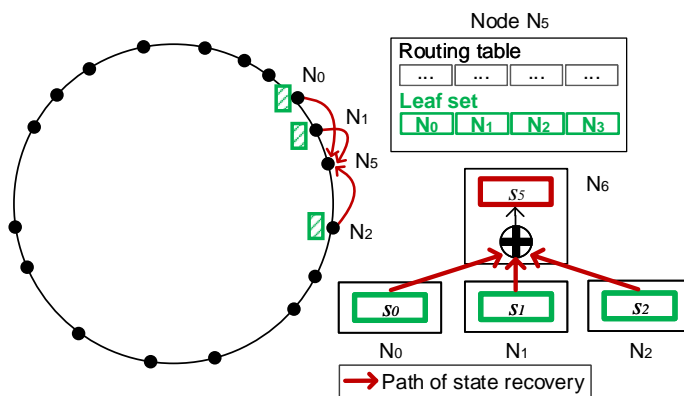 Node N5
Routing table
... ... ... ...
Leaf set
N0 N1 N2 N3
N0
N1
N5
N2
S5
N6
S0 S1 S2
N0 N1 N2
Path of state recovery